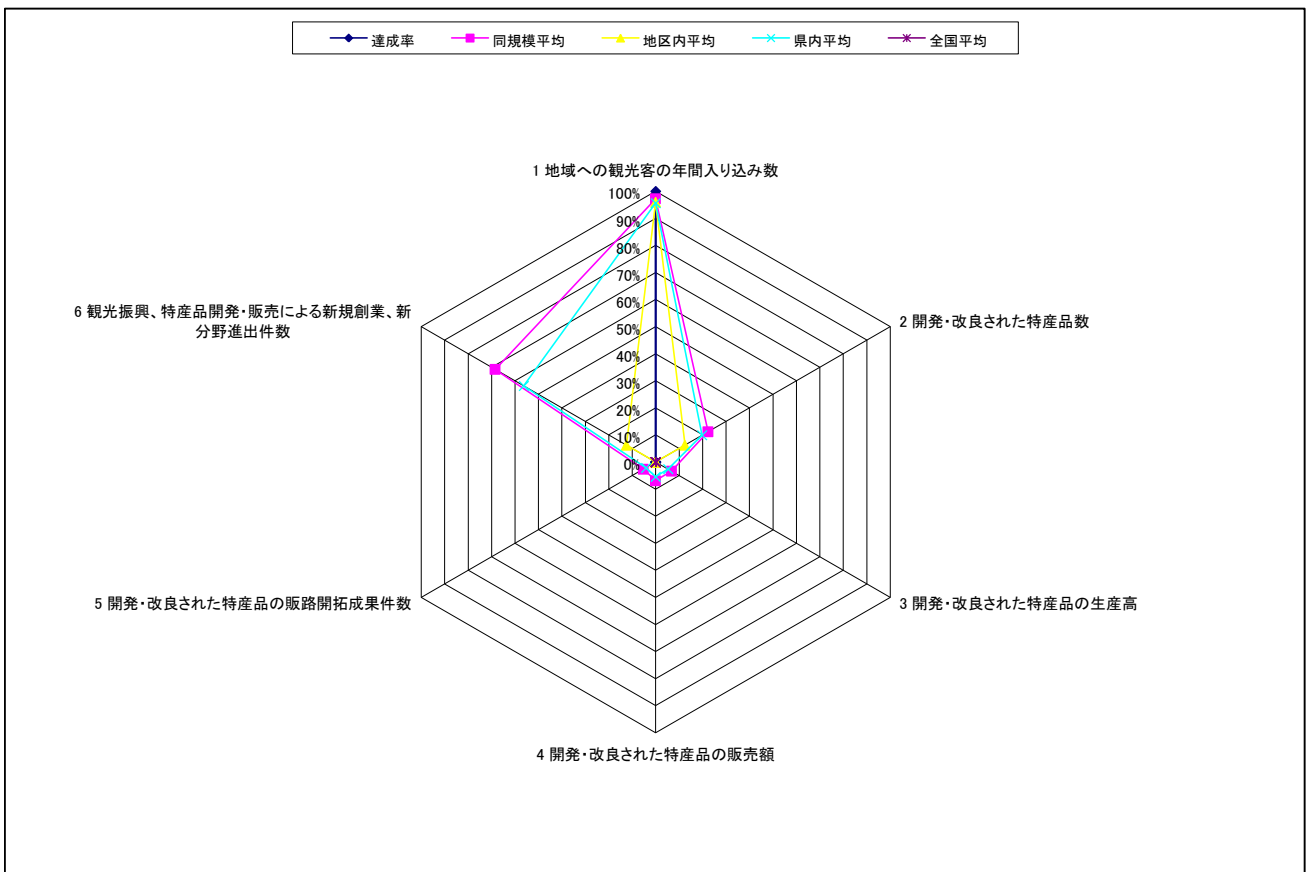 達成率 同規模平均 地区内平均 県内平均 全国平均
1 地域への観光客の年間入り込み数
100%
90%
80%
70%
60%
50%
40%
30%
20%
10%
0%
2 開発・改良された特産品数
3 開発・改良された特産品の生産高
4 開発・改良された特産品の販売額
5 開発・改良された特産品の販路開拓成果件数
6 観光振興、特産品開発・販売による新規創業、新
分野進出件数